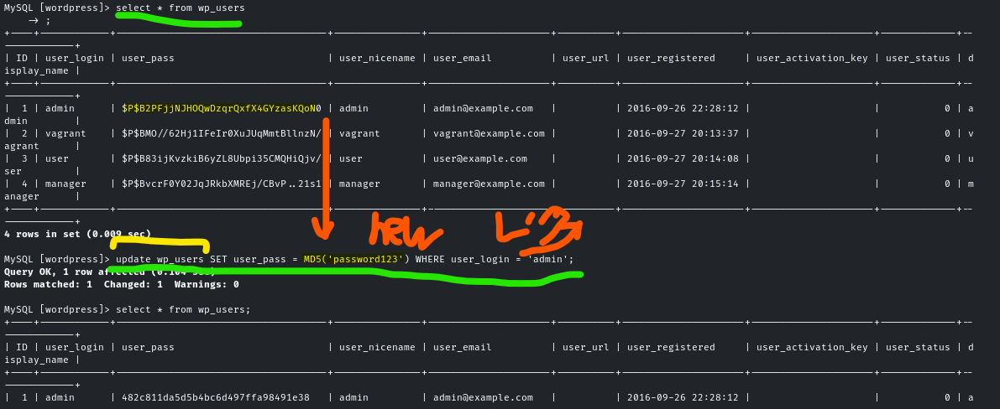 MySQL [wordpress]> select * from wp_users
    -> ;
+----+------------+------------------------------------+---------------+---------------------+----------+---------------------+---------------------+-------------+--
------------+
| ID | user_login | user_pass | user_nicename | user_email | user_url | user_registered | user_activation_key | user_status | d
isplay_name |
+----+------------+------------------------------------+---------------+---------------------+----------+---------------------+---------------------+-------------+--
------------+
| 1 | admin | $P$B2PFjjNJHOQwDzqrQxfX4GYzasKQoN0 | admin | admin@example.com | | 2016-09-26 22:28:12 | | 0 | a
dmin |
| 2 | vagrant | $P$BMO//62Hj1IFeIr0XuJUqMmtBllnzN/ | vagrant | vagrant@example.com | | 2016-09-27 20:13:37 | | 0 | v
agrant |
| 3 | user | $P$B83ijKvzkiB6yZL8Ubpi35CMQHiQjv/ | user | user@example.com | | 2016-09-27 20:14:08 | | 0 | u
ser |
| 4 | manager | $P$BvcrF0Y02JqJRkbXMREj/CBvP..21s1 | manager | manager@example.com | | 2016-09-27 20:15:14 | | 0 | m
anager |
+----+------------+------------------------------------+---------------+---------------------+----------+---------------------+---------------------+-------------+--
------------+
4 rows in set (0.009 sec)
new
MySQL [wordpress]> update wp_users SET user_pass = MD5('password123') WHERE user_login = 'admin';
Query OK, 1 row affected (0.104 sec)
Rows matched: 1  Changed: 1  Warnings: 0
MySQL [wordpress]> select * from wp_users;
+----+------------+------------------------------------+---------------+---------------------+----------+---------------------+---------------------+-------------+--
------------+
| ID | user_login | user_pass | user_nicename | user_email | user_url | user_registered | user_activation_key | user_status | d
isplay_name |
+----+------------+------------------------------------+---------------+---------------------+----------+---------------------+---------------------+-------------+--
------------+
| 1 | admin | 482c811da5d5b4bc6d497ffa98491e38 | admin | admin@example.com | | 2016-09-26 22:28:12 | | 0 | a